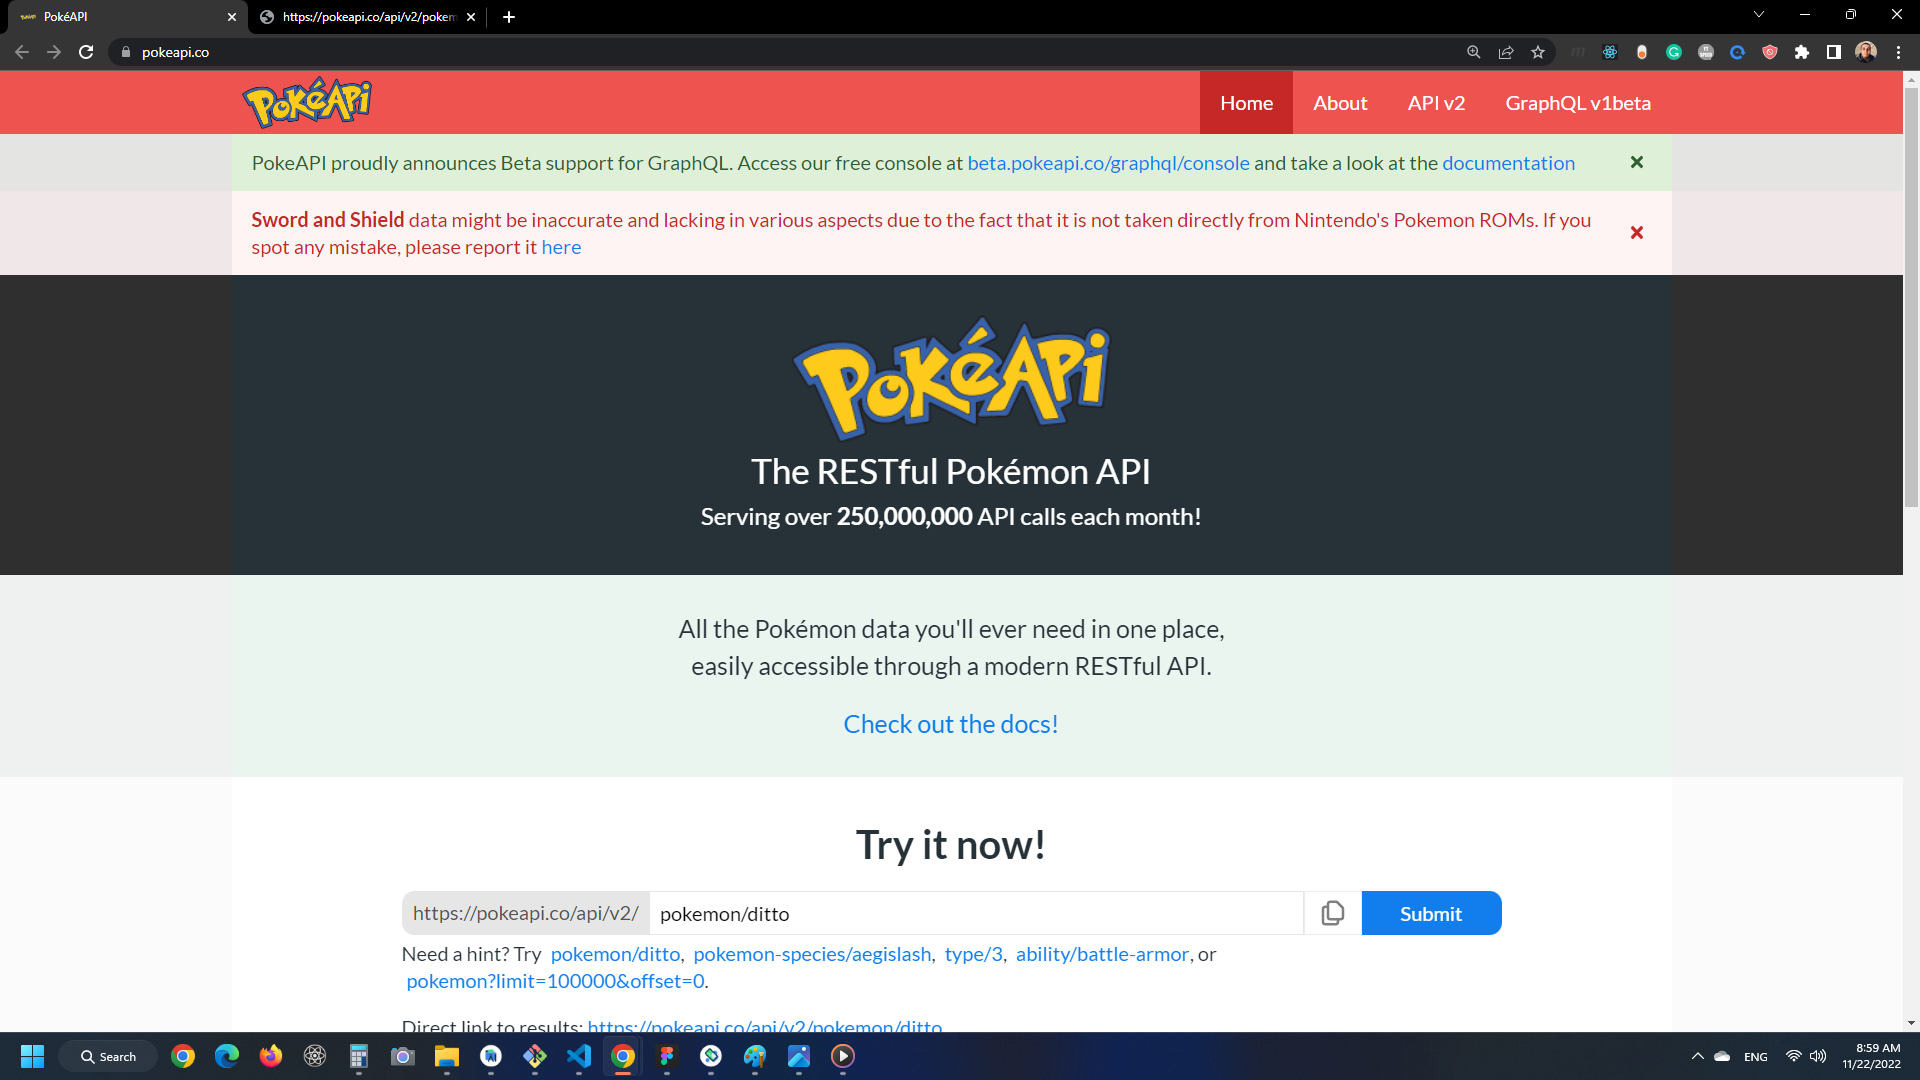 PokéAPI
https://pokeapi.co/api/v2/pokem
pokeapi.co
PokéAPi
Home
About
API v2
GraphQL v1beta
PokeAPI proudly announces Beta support for GraphQL. Access our free console at beta.pokeapi.co/graphql/console and take a look at the documentation
Sword and Shield data might be inaccurate and lacking in various aspects due to the fact that it is not taken directly from Nintendo's Pokemon ROMs. If you
spot any mistake, please report it here
PokéAPi
The RESTful Pokémon API
Serving over 250,000,000 API calls each month!
All the Pokémon data you'll ever need in one place,
easily accessible through a modern RESTful API.
Check out the docs!
Try it now!
https://pokeapi.co/api/v2/
pokemon/ditto
Submit
Need a hint? Try pokemon/ditto, pokemon-species/aegislash, type/3, ability/battle-armor, or
pokemon?limit=100000&offset=0.
Direct link to results: https://pokeapi.co/api/v2/pokemon/ditto
Search
ENG
8:59 AM
11/22/2022